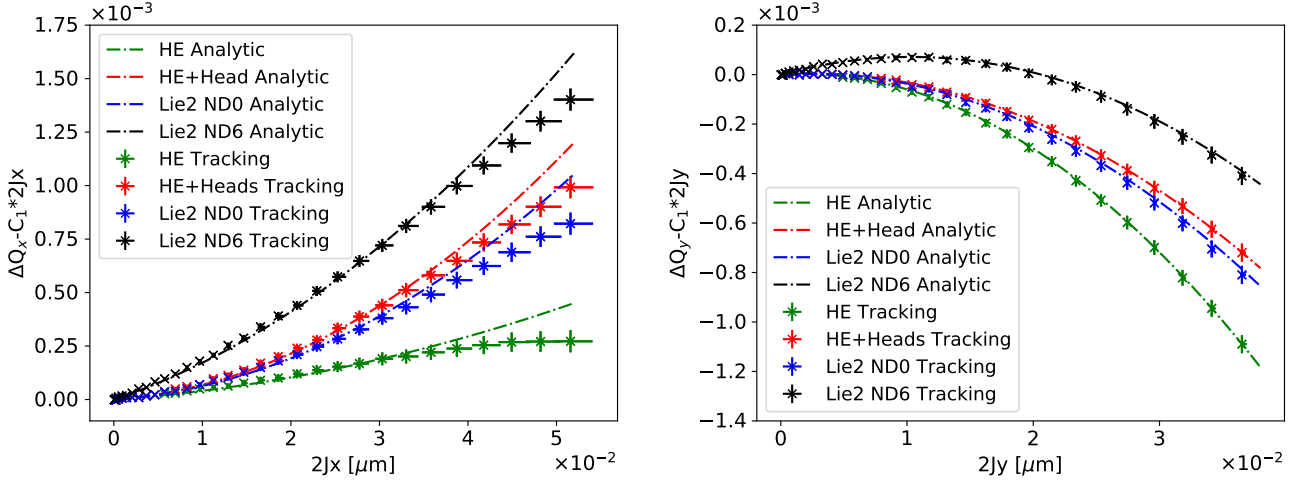 ×10⁻³
1.75
1.50
1.25
1.00
0.75
0.50
0.25
0.00
ΔQₓ-C₁*2Jx
HE Analytic
HE+Head Analytic
Lie2 ND0 Analytic
Lie2 ND6 Analytic
HE Tracking
HE+Heads Tracking
Lie2 ND0 Tracking
Lie2 ND6 Tracking
0 1 2 3 4 5
2Jx [μm]
×10⁻²
×10⁻³
0.2
0.0
−0.2
−0.4
−0.6
−0.8
−1.0
−1.2
−1.4
ΔQ_y-C₁*2Jy
HE Analytic
HE+Head Analytic
Lie2 ND0 Analytic
Lie2 ND6 Analytic
HE Tracking
HE+Heads Tracking
Lie2 ND0 Tracking
Lie2 ND6 Tracking
0 1 2 3
2Jy [μm]
×10⁻²